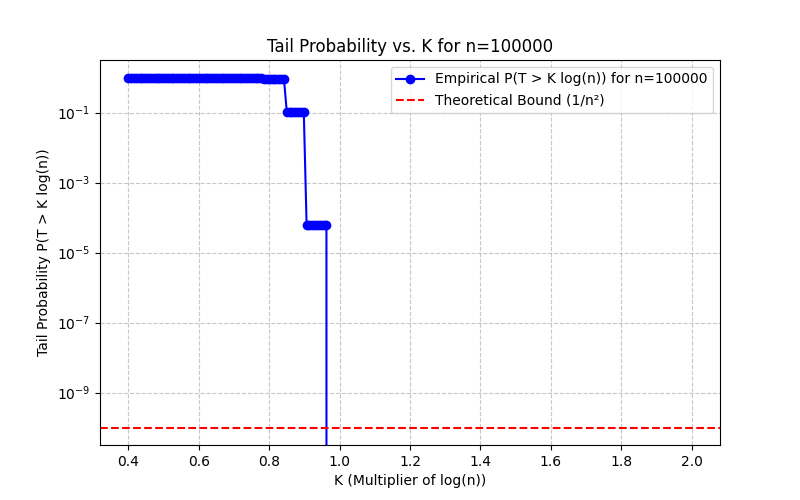 Tail Probability vs. K for n=100000
Empirical P(T > K log(n)) for n=100000
Theoretical Bound (1/n²)
Tail Probability P(T > K log(n))
10⁻¹
10⁻³
10⁻⁵
10⁻⁷
10⁻⁹
0.4 0.6 0.8 1.0 1.2 1.4 1.6 1.8 2.0
K (Multiplier of log(n))